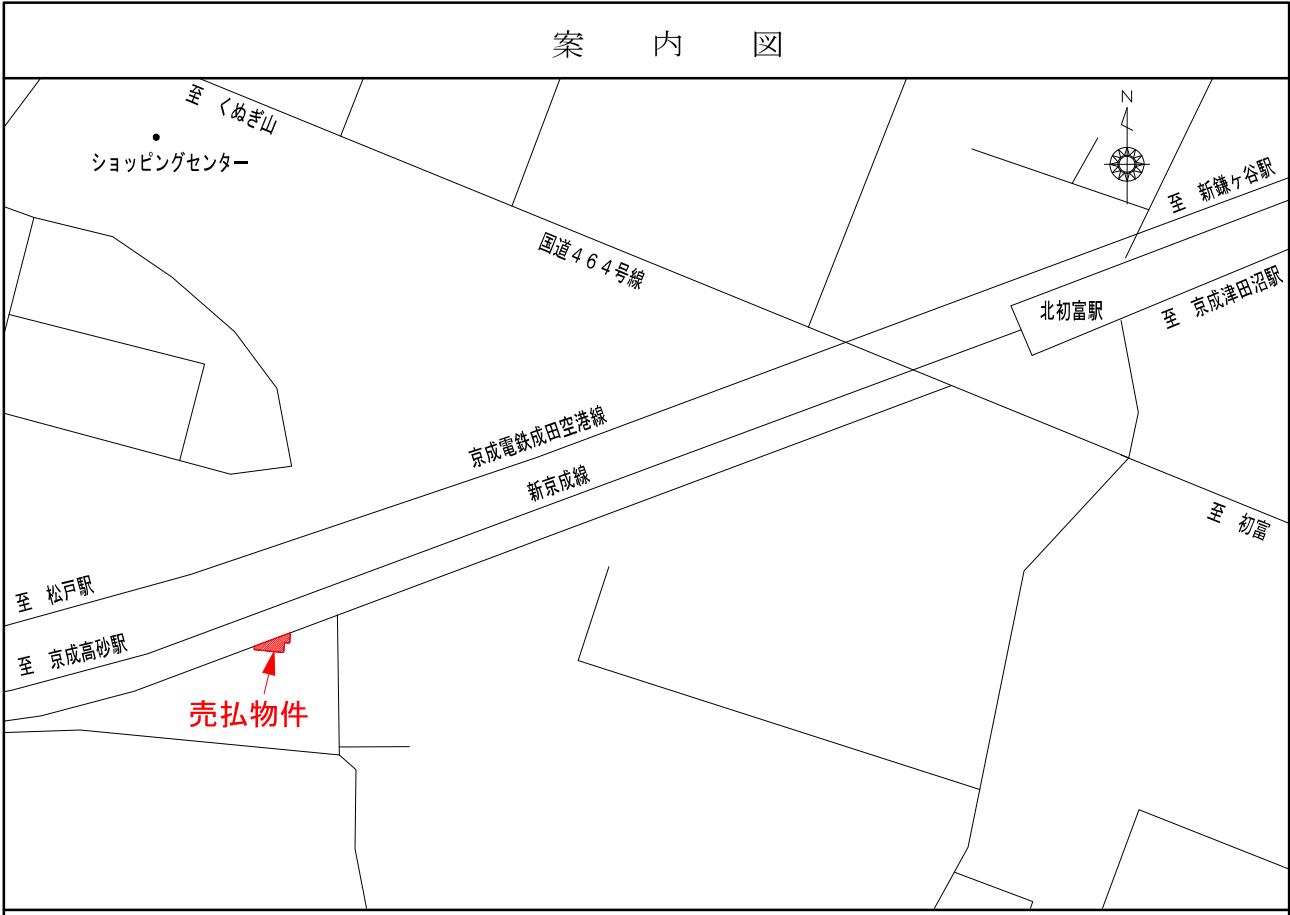 案　内　図
至　くぬぎ山
N
ショッピングセンター
至　新鎌ヶ谷駅
国道４６４号線
北初富駅
至　京成津田沼駅
京成電鉄成田空港線
新京成線
至　初富
至　松戸駅
至　京成高砂駅
売払物件